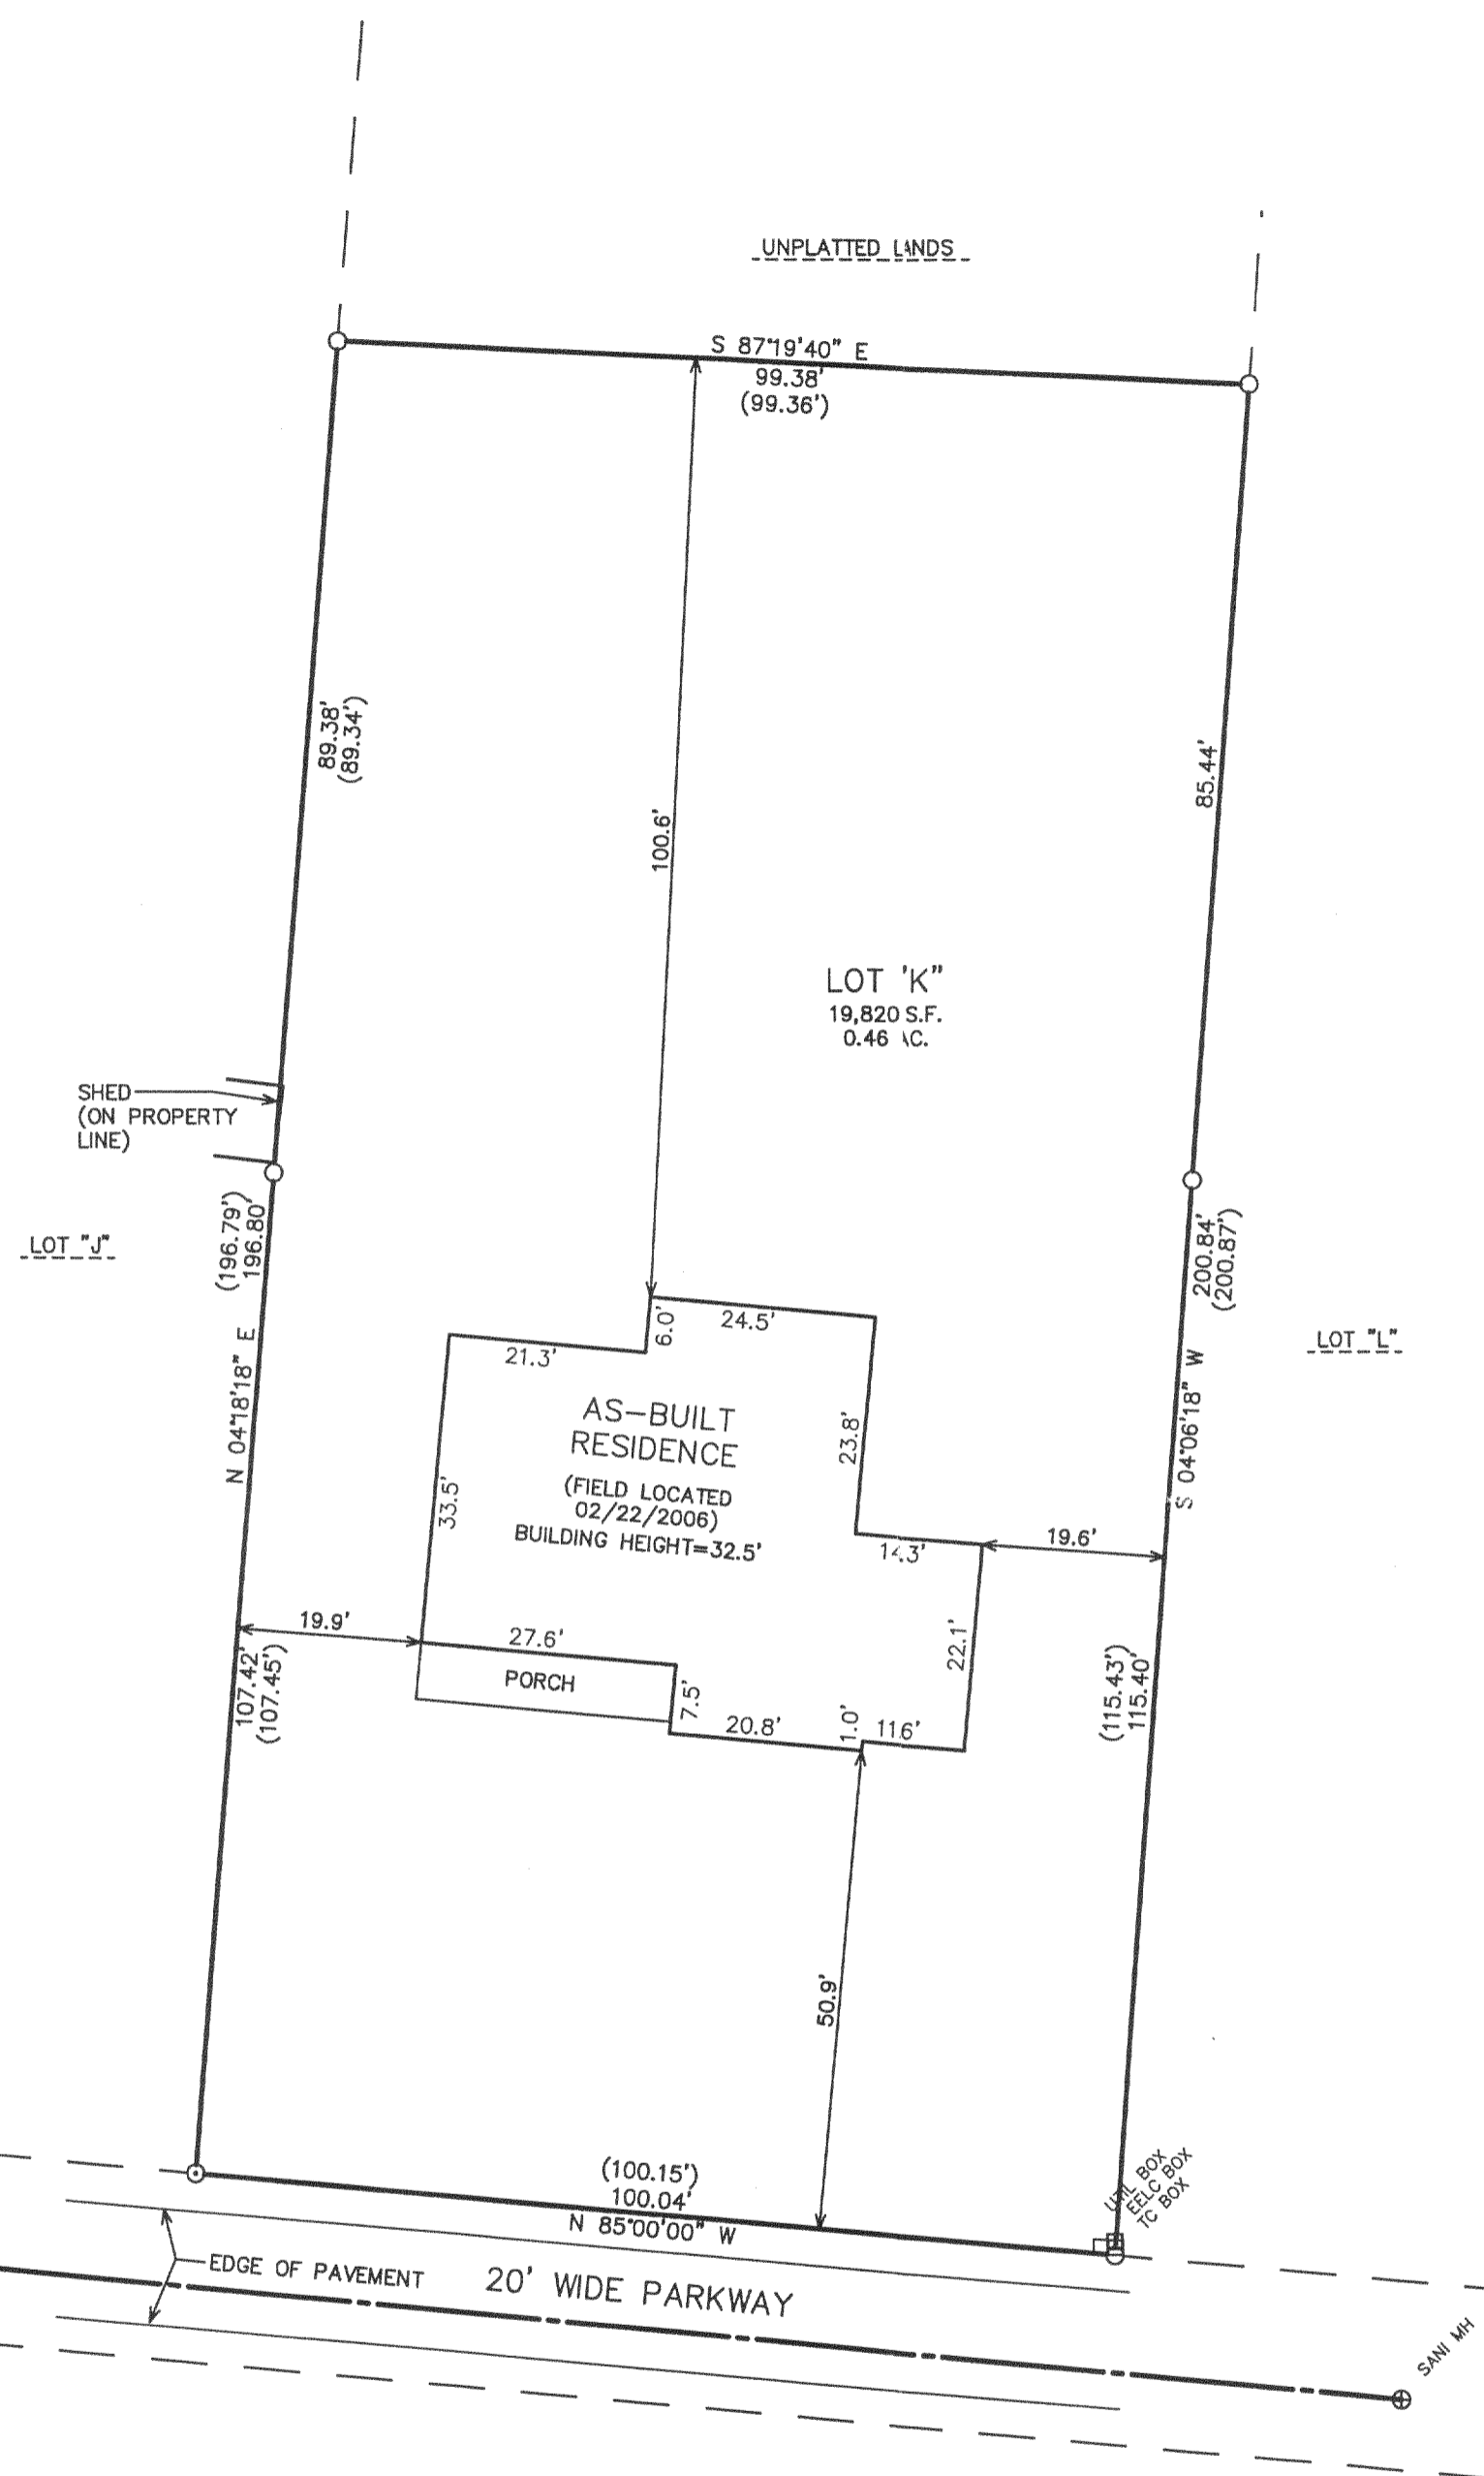 UNPLATTED LANDS
S 87°19'40" E
99.38'
(99.36')
89.38'
(89.34')
100.6'
85.44'
LOT 'K"
19,820 S.F.
0.46 AC.
SHED
(ON PROPERTY
LINE)
(196.79')
196.80'
200.84'
(200.87')
LOT "J"
N 04°18'18" E
LOT "L"
S 04°06'18" W
24.5'
6.0'
21.3'
AS-BUILT
RESIDENCE
(FIELD LOCATED
02/22/2006)
BUILDING HEIGHT=32.5'
33.5'
23.8'
14.3'
19.6'
19.9'
27.6'
PORCH
7.5'
20.8'
1.0'
11.6'
22.1'
107.42'
(107.45')
(115.43')
115.40'
50.9'
(100.15')
100.04'
N 85°00'00" W
UTIL BOX
EELC BOX
TC BOX
EDGE OF PAVEMENT
20' WIDE PARKWAY
SANI MH